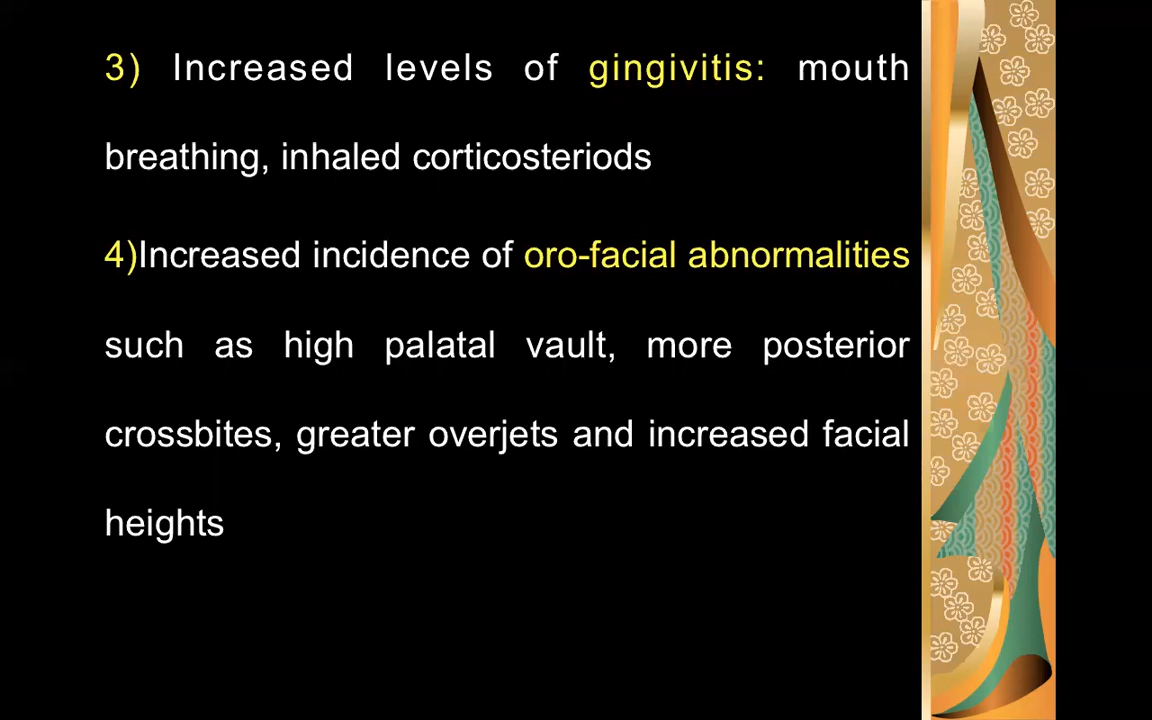 3) Increased levels of gingivitis: mouth
breathing, inhaled corticosteriods
4)Increased incidence of oro-facial abnormalities
such as high palatal vault, more posterior
crossbites, greater overjets and increased facial
heights